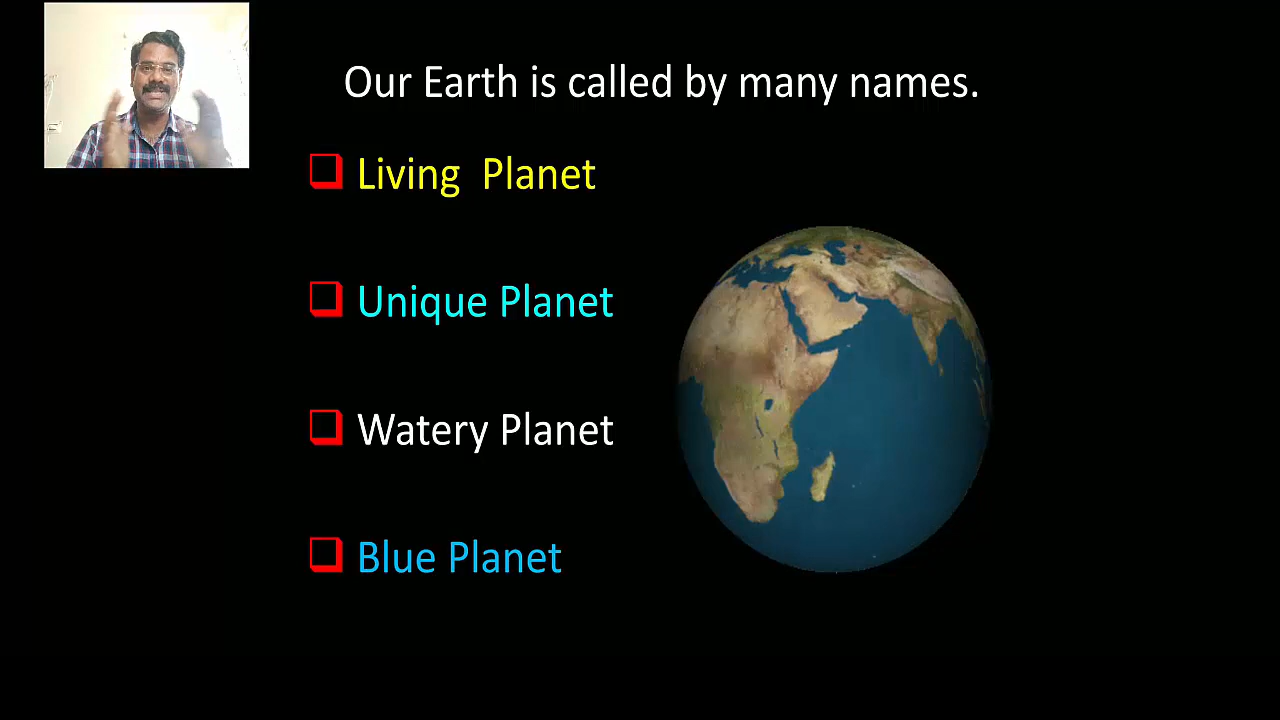 Our Earth is called by many names.
Living Planet
Unique Planet
Watery Planet
Blue Planet